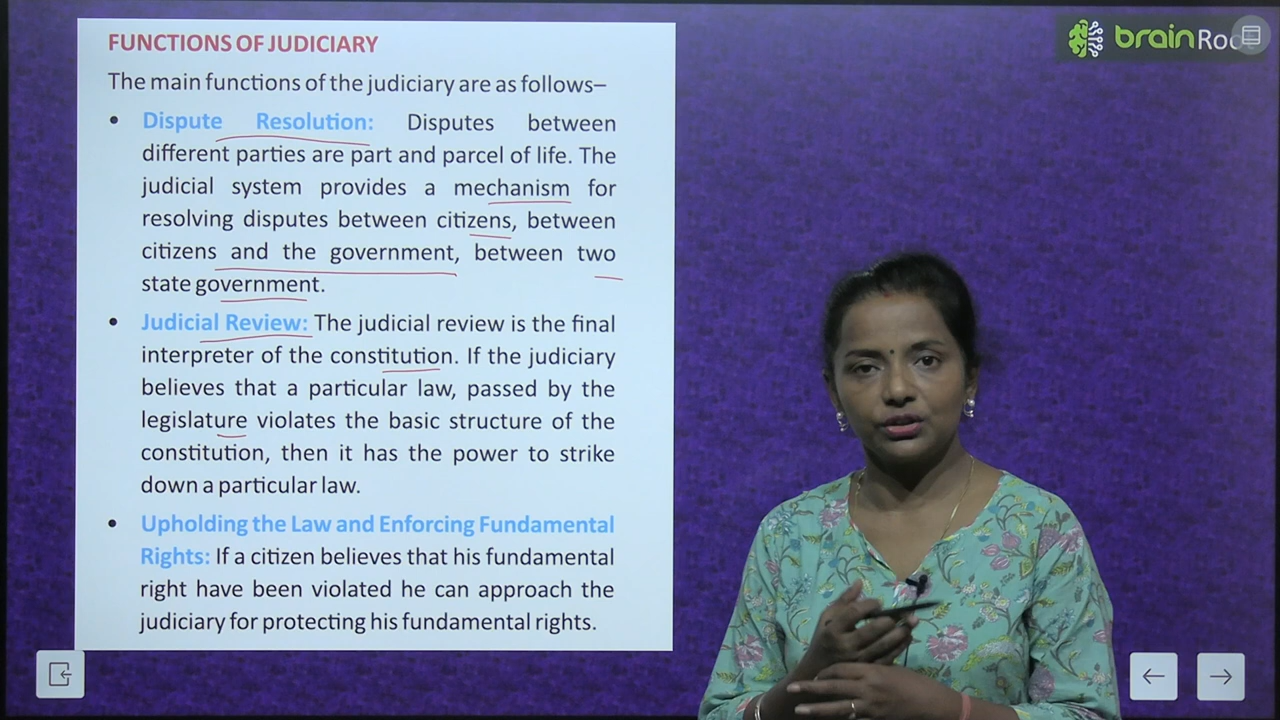 FUNCTIONS OF JUDICIARY
The main functions of the judiciary are as follows–
• Dispute Resolution: Disputes between
different parties are part and parcel of life. The
judicial system provides a mechanism for
resolving disputes between citizens, between
citizens and the government, between two
state government.
• Judicial Review: The judicial review is the final
interpreter of the constitution. If the judiciary
believes that a particular law, passed by the
legislature violates the basic structure of the
constitution, then it has the power to strike
down a particular law.
• Upholding the Law and Enforcing Fundamental
Rights: If a citizen believes that his fundamental
right have been violated he can approach the
judiciary for protecting his fundamental rights.
brain